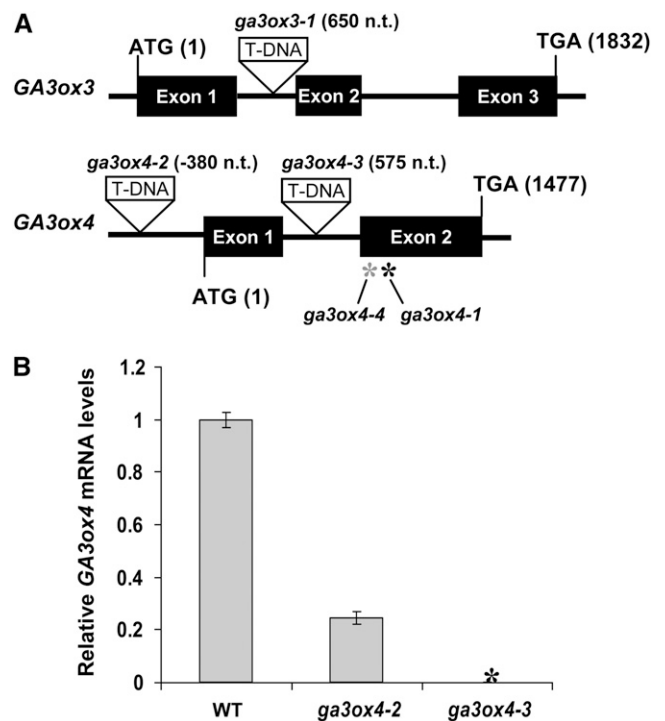 A
ga3ox3-1 (650 n.t.)
ATG (1)
T-DNA
TGA (1832)
GA3ox3
Exon 1
Exon 2
Exon 3
ga3ox4-2 (-380 n.t.)
ga3ox4-3 (575 n.t.)
T-DNA
T-DNA
TGA (1477)
GA3ox4
Exon 1
Exon 2
ATG (1)
* *
ga3ox4-4
ga3ox4-1
B
Relative GA3ox4 mRNA levels
1.2
1
0.8
0.6
0.4
0.2
0
*
WT
ga3ox4-2
ga3ox4-3